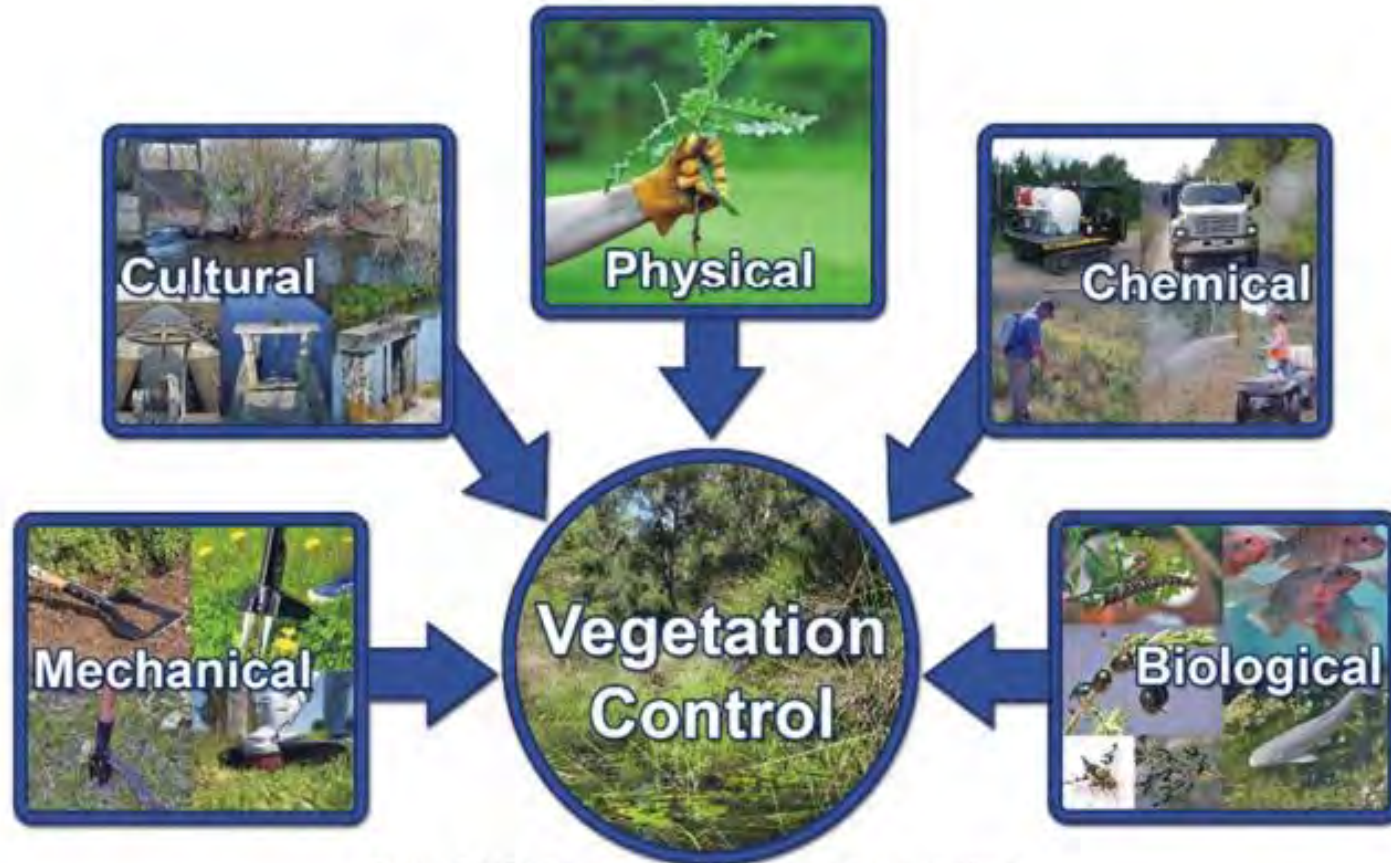 Physical
Cultural
Chemical
Mechanical
Vegetation
Control
Biological